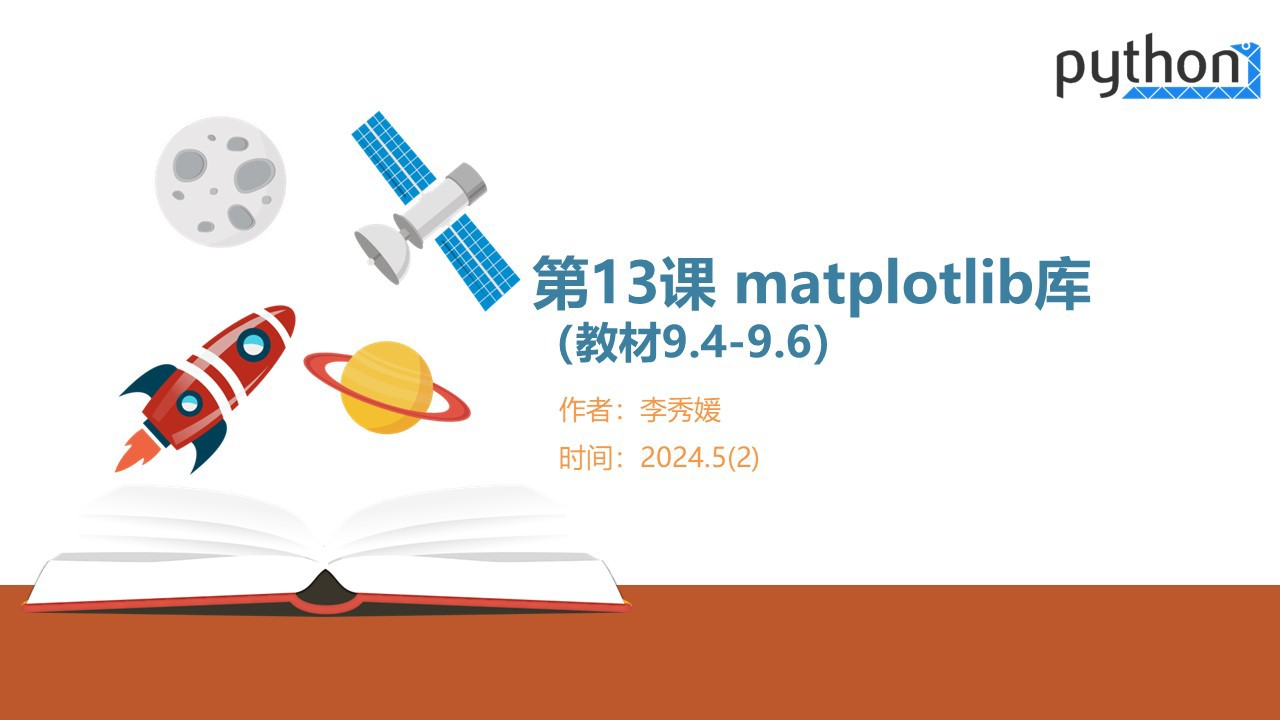 python
第13课 matplotlib库
(教材9.4-9.6)
作者：李秀媛
时间：2024.5(2)